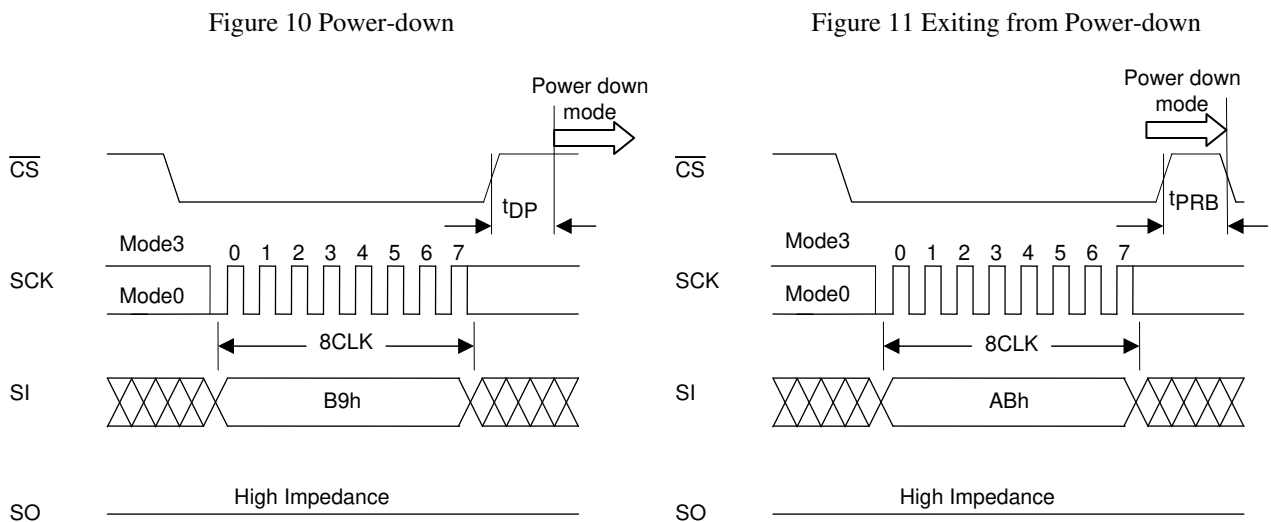 Figure 10 Power-down
Power down
mode
CS
tDP
Mode3
0 1 2 3 4 5 6 7
SCK
Mode0
8CLK
SI
B9h
High Impedance
SO
Figure 11 Exiting from Power-down
Power down
mode
CS
tPRB
Mode3
0 1 2 3 4 5 6 7
SCK
Mode0
8CLK
SI
ABh
High Impedance
SO